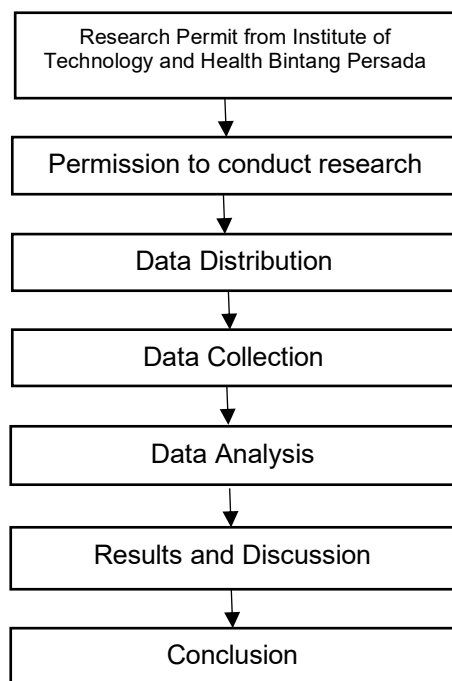 Research Permit from Institute of
Technology and Health Bintang Persada
Permission to conduct research
Data Distribution
Data Collection
Data Analysis
Results and Discussion
Conclusion